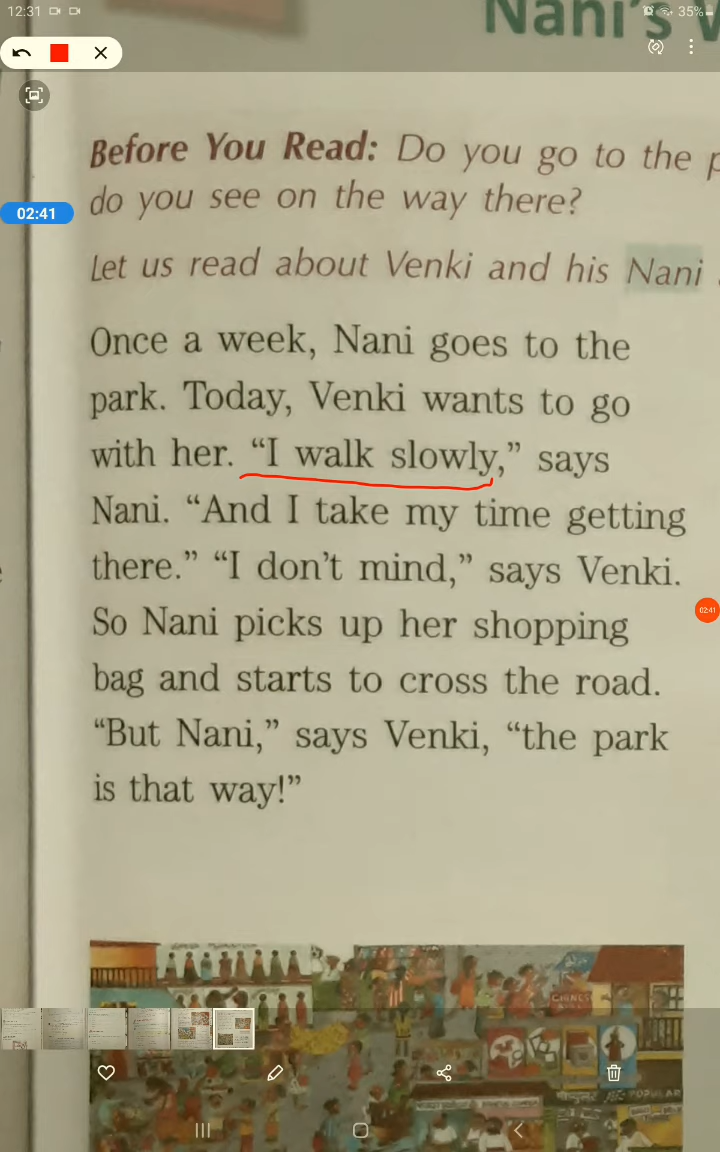 12:31
35%
Nani's
02:41
Before You Read: Do you go to the
do you see on the way there?
Let us read about Venki and his Nani
Once a week, Nani goes to the
park. Today, Venki wants to go
with her. “I walk slowly,” says
Nani. “And I take my time getting
there.” “I don’t mind,” says Venki.
02:41
So Nani picks up her shopping
bag and starts to cross the road.
“But Nani,” says Venki, “the park
is that way!”
POPULAR